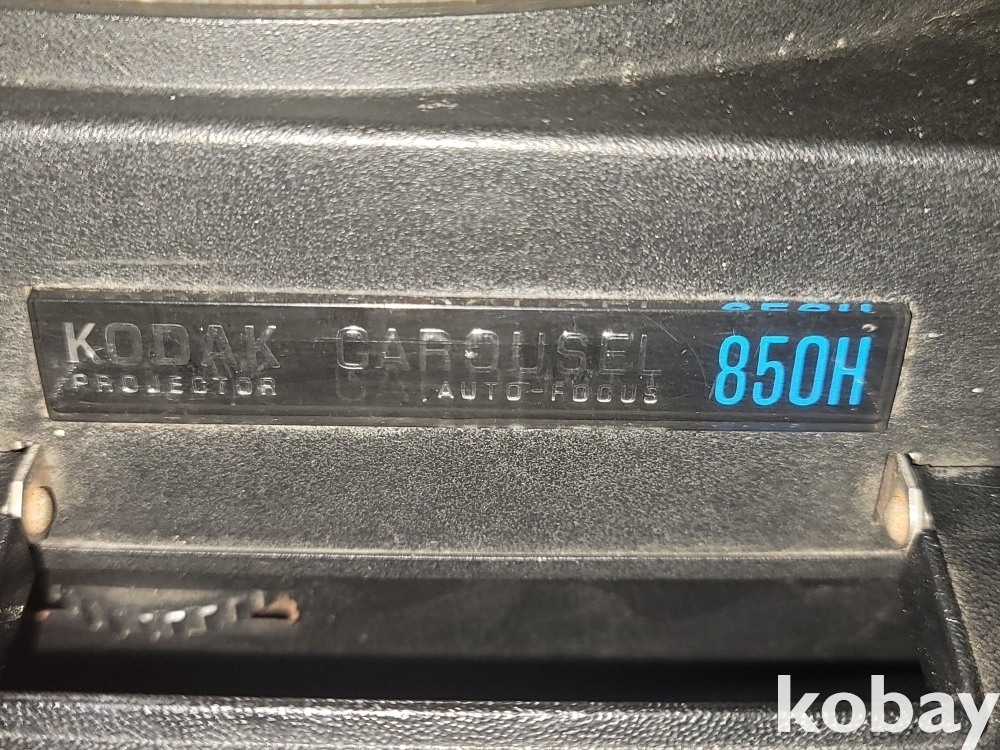 KODAK CAROUSEL 850H
PROJECTOR AUTO-FOCUS
kobay